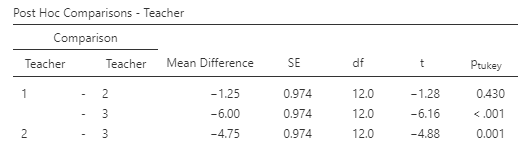 Post Hoc Comparisons - Teacher
Comparison
Teacher Teacher Mean Difference SE df t Ptukey
1 - 2 −1.25 0.974 12.0 −1.28 0.430
- 3 −6.00 0.974 12.0 −6.16 < .001
2 - 3 −4.75 0.974 12.0 −4.88 0.001